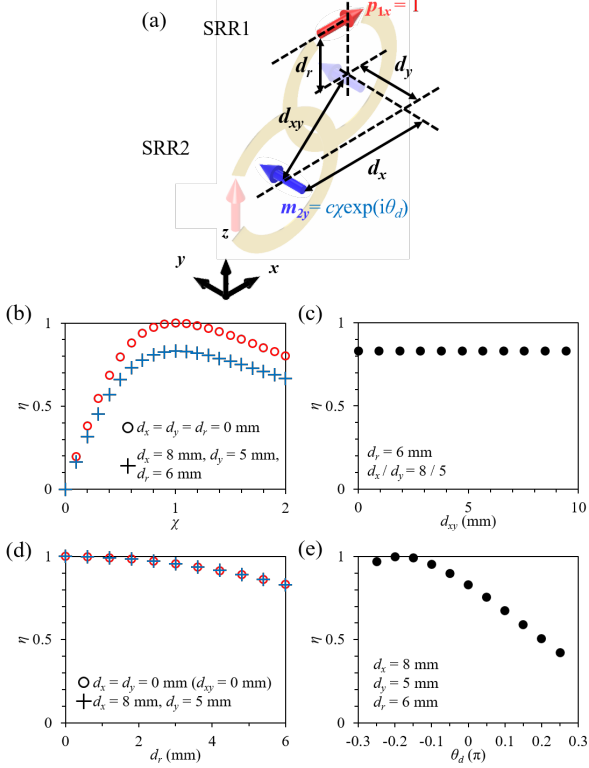 (a)
SRR1
p1x = 1
dr
dy
dxy
dx
SRR2
m2y = cχexp(iθd)
z
y
x
(b)
1
0.5
0
η
0 1 2
χ
dx = dy = dr = 0 mm
dx = 8 mm, dy = 5 mm,
dr = 6 mm
(c)
1
0.5
0
η
0 5 10
dxy (mm)
dr = 6 mm
dx / dy = 8 / 5
(d)
1
0.5
0
η
0 2 4 6
dr (mm)
dx = dy = 0 mm (dxy = 0 mm)
dx = 8 mm, dy = 5 mm
(e)
1
0.5
0
η
-0.3 -0.2 -0.1 0 0.1 0.2 0.3
θd (π)
dx = 8 mm
dy = 5 mm
dr = 6 mm